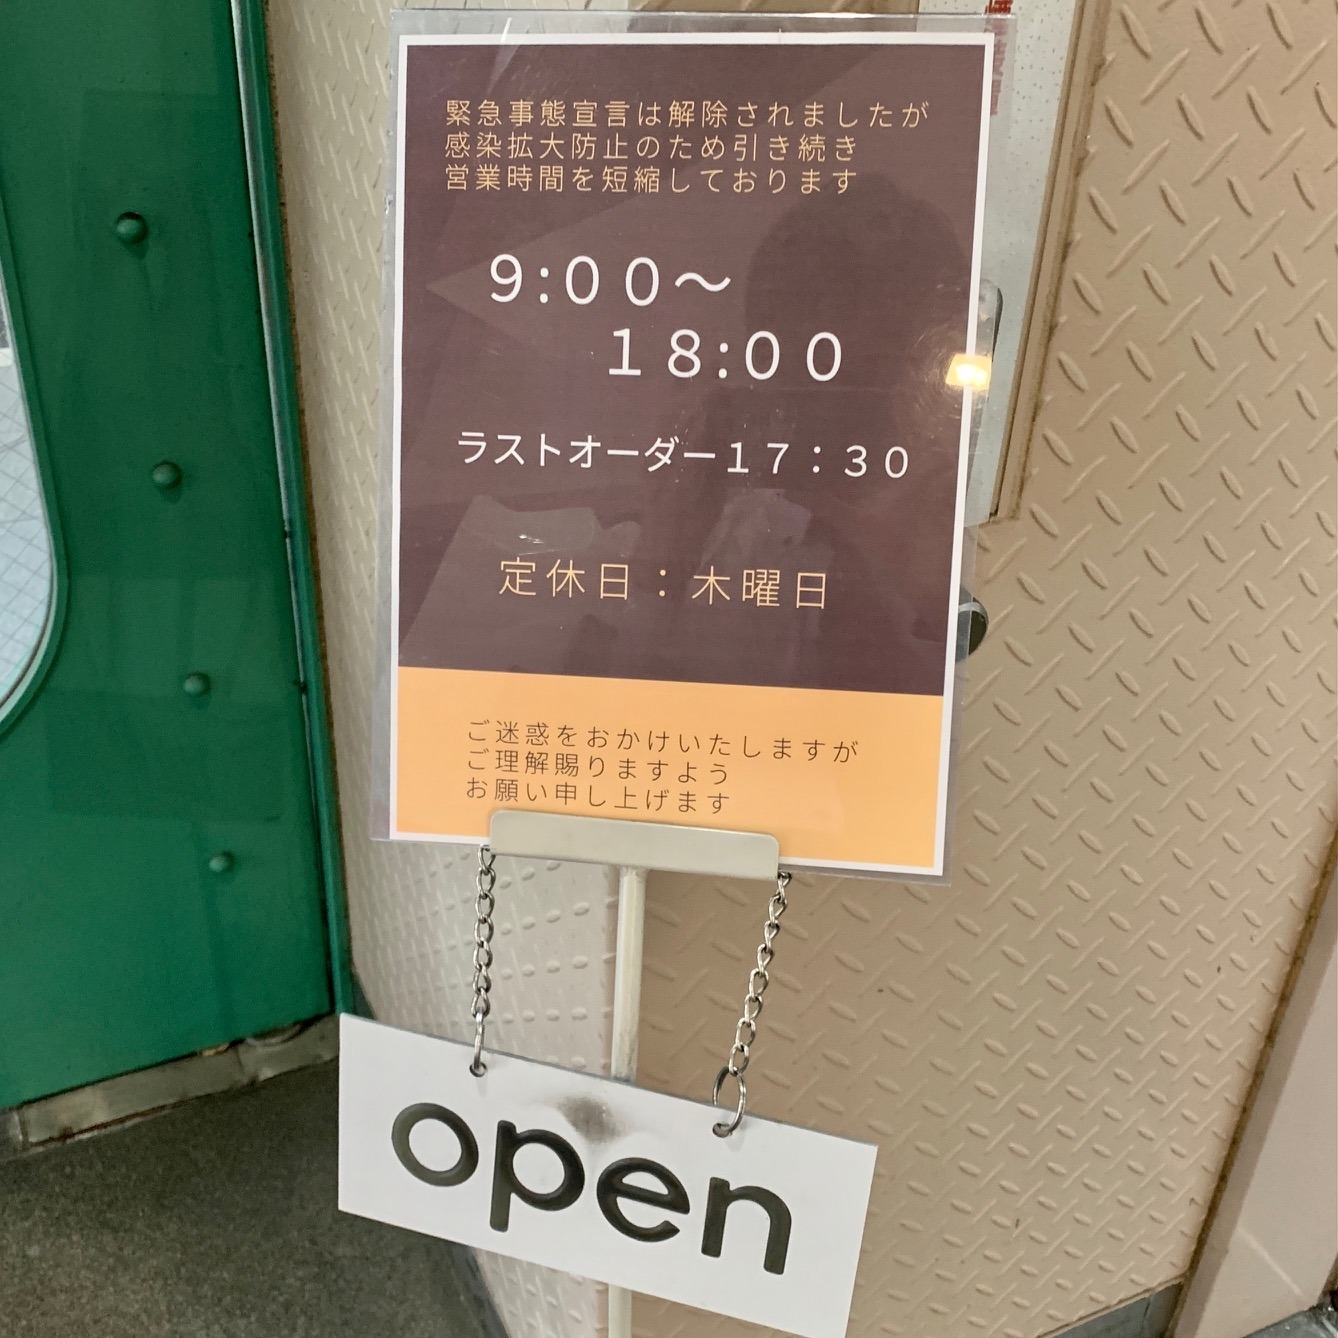 緊急事態宣言は解除されましたが
感染拡大防止のため引き続き
営業時間を短縮しております
9:00～
18:00
ラストオーダー17：30
定休日：木曜日
ご迷惑をおかけいたしますが
ご理解賜りますよう
お願い申し上げます
open